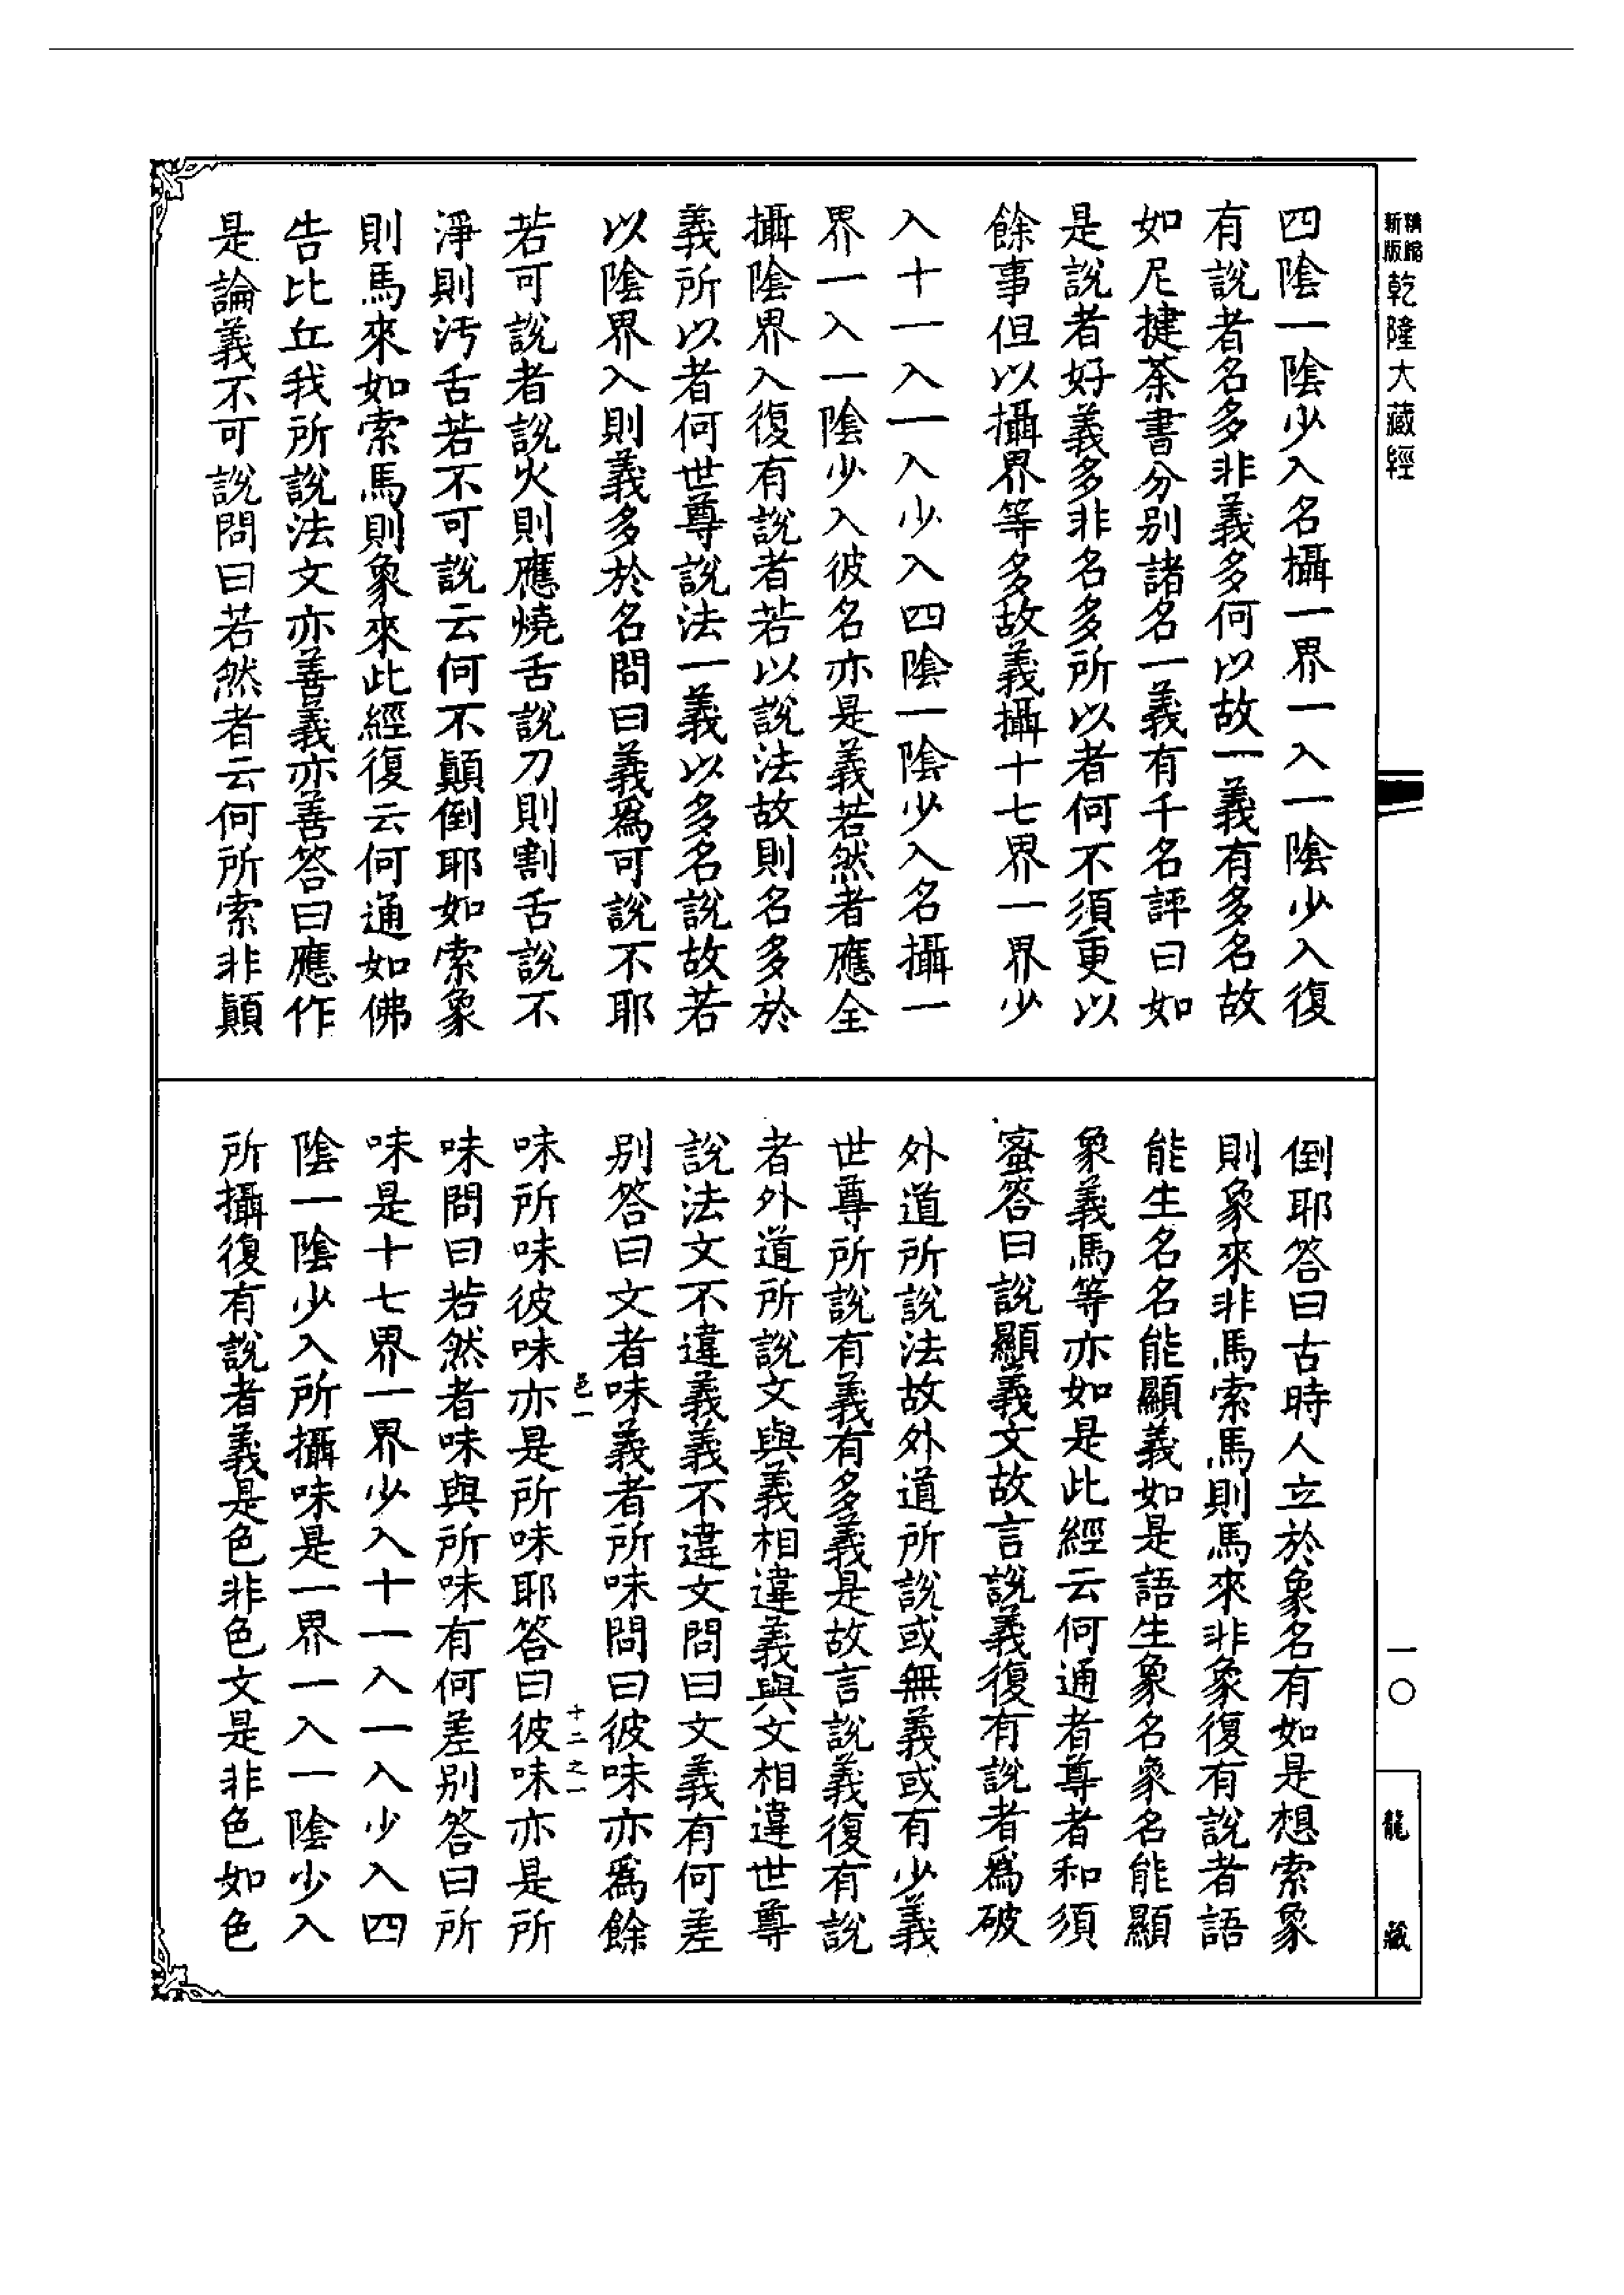 精縮新版乾隆大藏經
四陰一陰少入名攝一界一入一陰少入復
有說者名多非義多何以故一義有多名故
如尼揵荼書分别諸名一義有千名評曰如
是說者好義多非名多所以者何不須更以
餘事但以攝界等多故義攝十七界一界少
入十一入一入少入四陰一陰少入名攝一
界一入一陰少入彼名亦是義若然者應全
攝陰界入復有說者若以說法故則名多於
義所以者何世尊說法一義以多名說故若
以陰界入則義多於名問曰義爲可說不耶
若可說者說火則應燒舌說刀則割舌說不
淨則汚舌若不可說云何不顛倒耶如索象
則馬來如索馬則象來此經復云何通如佛
告比丘我所說法文亦善義亦善答曰應作
是論義不可說問曰若然者云何所索非顛
倒耶答曰古時人立於象名有如是想索象
則象來非馬索馬則馬來非象復有說者語
能生名名能顯義如是語生象名象名能顯
象義馬等亦如是此經云何通者尊者和須
蜜答曰說顯義文故言說義復有說者爲破
外道所說法故外道所說或無義或有少義
世尊所說有義有多義是故言說義復有說
者外道所說文與義相違義與文相違世尊
說法文不違義義不違文問曰文義有何差
别答曰文者味義者所味問曰彼味亦爲餘
邑一 十二之一
味所味彼味亦是所味耶答曰彼味亦是所
味問曰若然者味與所味有何差别答曰所
味是十七界一界少入十一入一入少入四
陰一陰少入所攝味是一界一入一陰少入
所攝復有說者義是色非色文是非色如色
一〇
龍藏